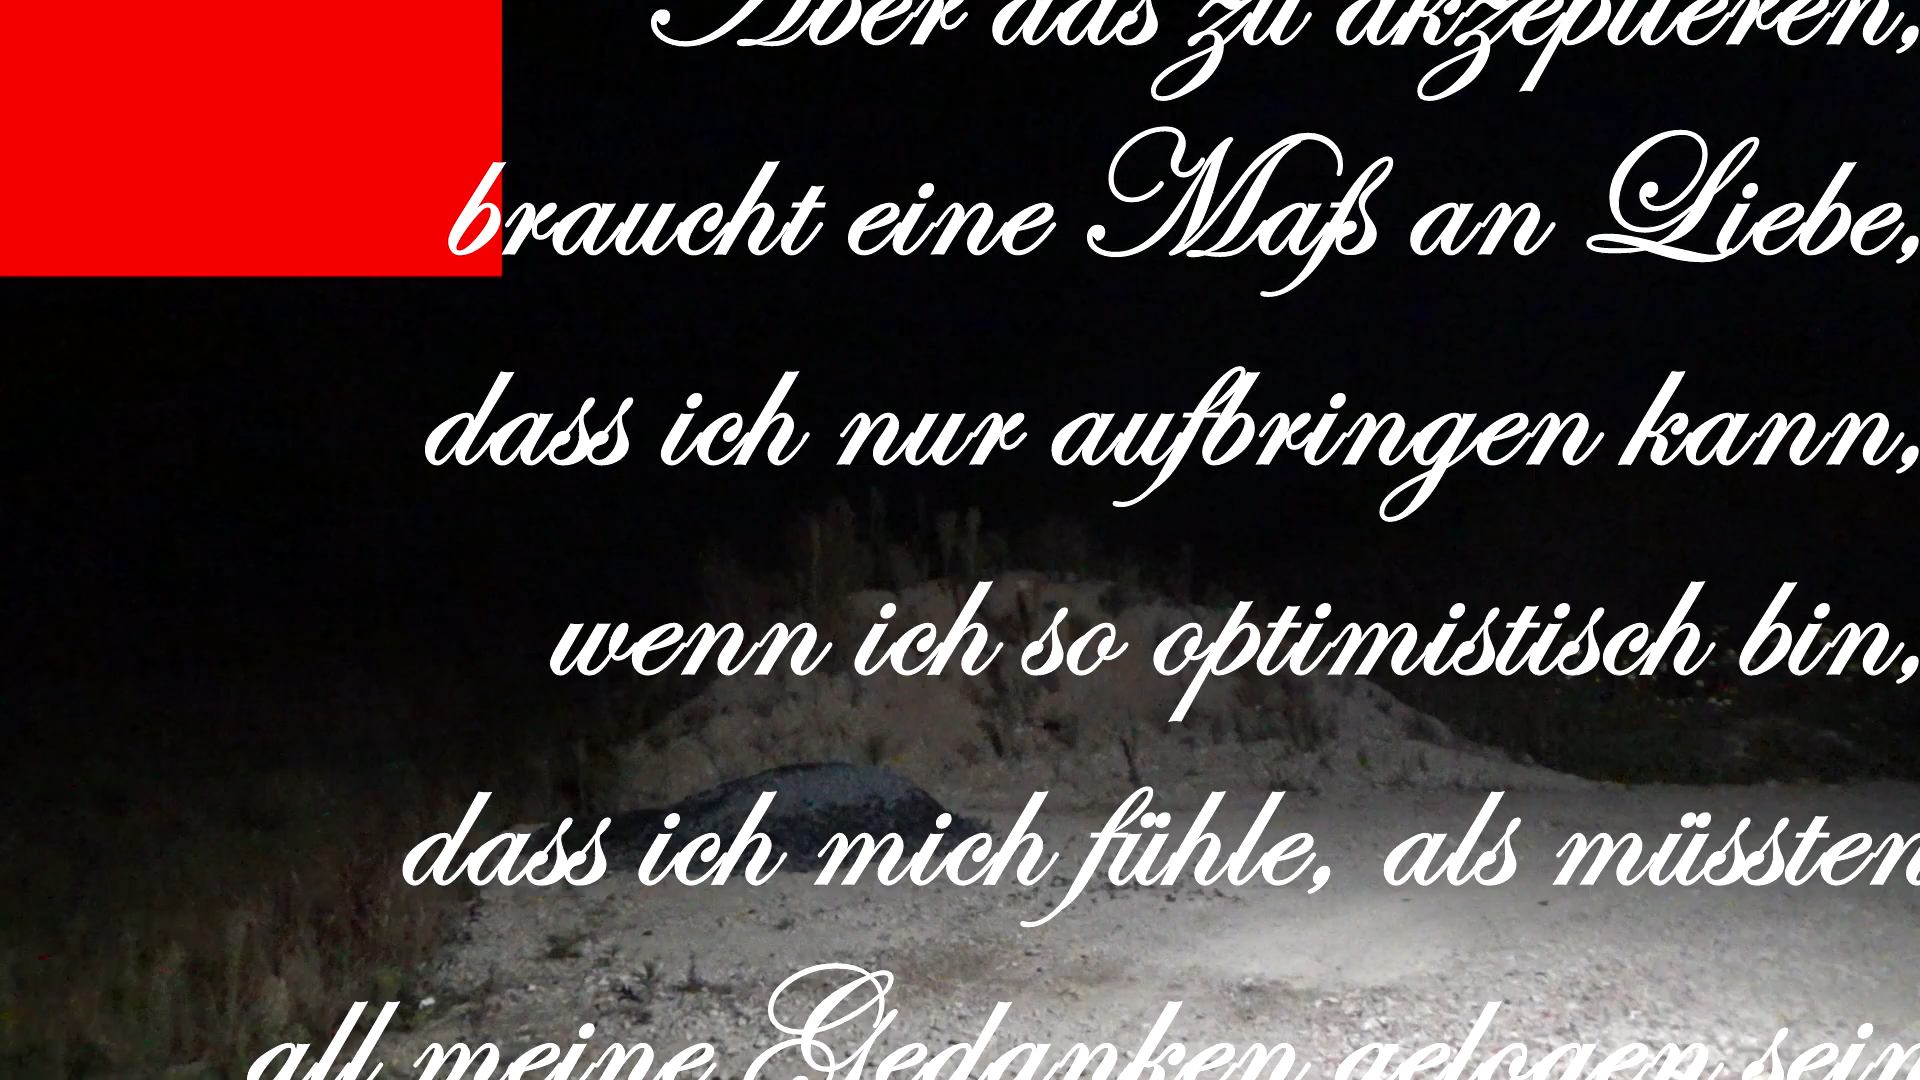 Aber das zu akzeptieren,
braucht eine Maß an Liebe,
dass ich nur aufbringen kann,
wenn ich so optimistisch bin,
dass ich mich fühle, als müssten
all meine Gedanken gelogen sein